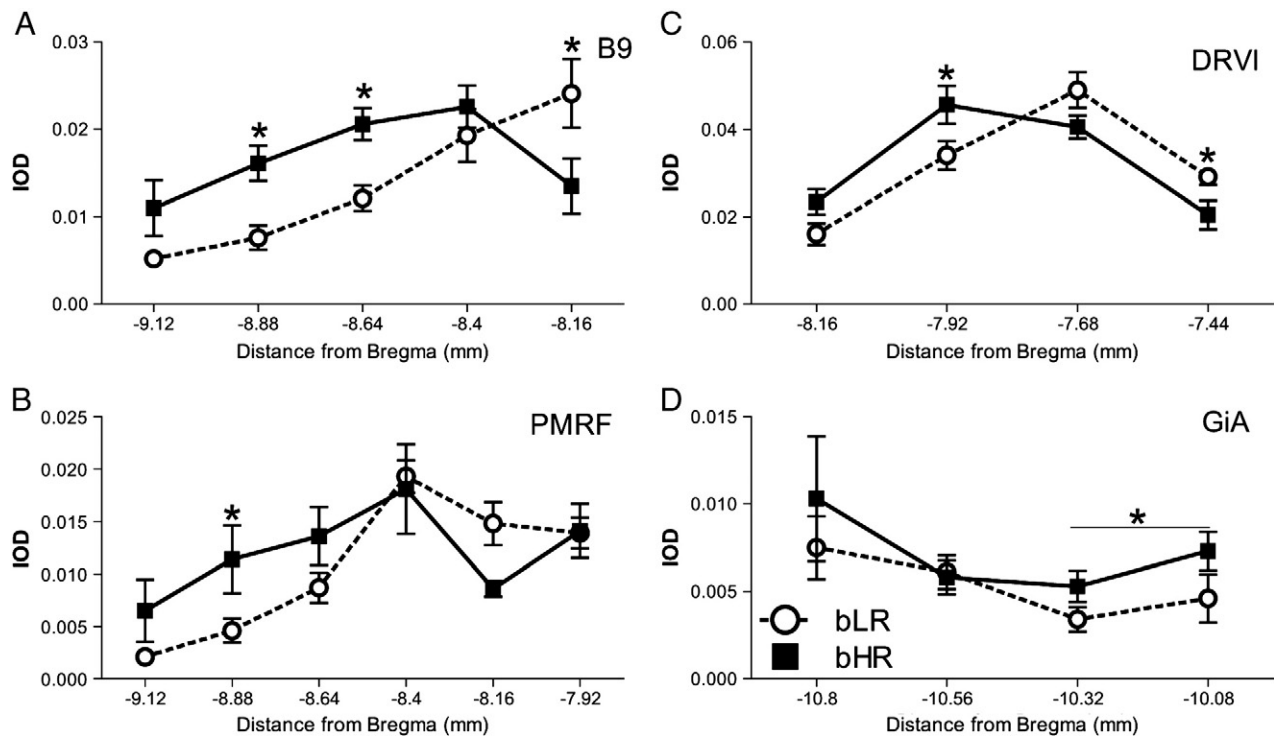 A
B9
IOD
0.03
0.02
0.01
0.00
*
*
*
-9.12 -8.88 -8.64 -8.4 -8.16
Distance from Bregma (mm)
C
DRVI
IOD
0.06
0.04
0.02
0.00
*
*
-8.16 -7.92 -7.68 -7.44
Distance from Bregma (mm)
B
PMRF
IOD
0.025
0.020
0.015
0.010
0.005
0.000
*
-9.12 -8.88 -8.64 -8.4 -8.16 -7.92
Distance from Bregma (mm)
D
GiA
IOD
0.015
0.010
0.005
0.000
*
bLR
bHR
-10.8 -10.56 -10.32 -10.08
Distance from Bregma (mm)